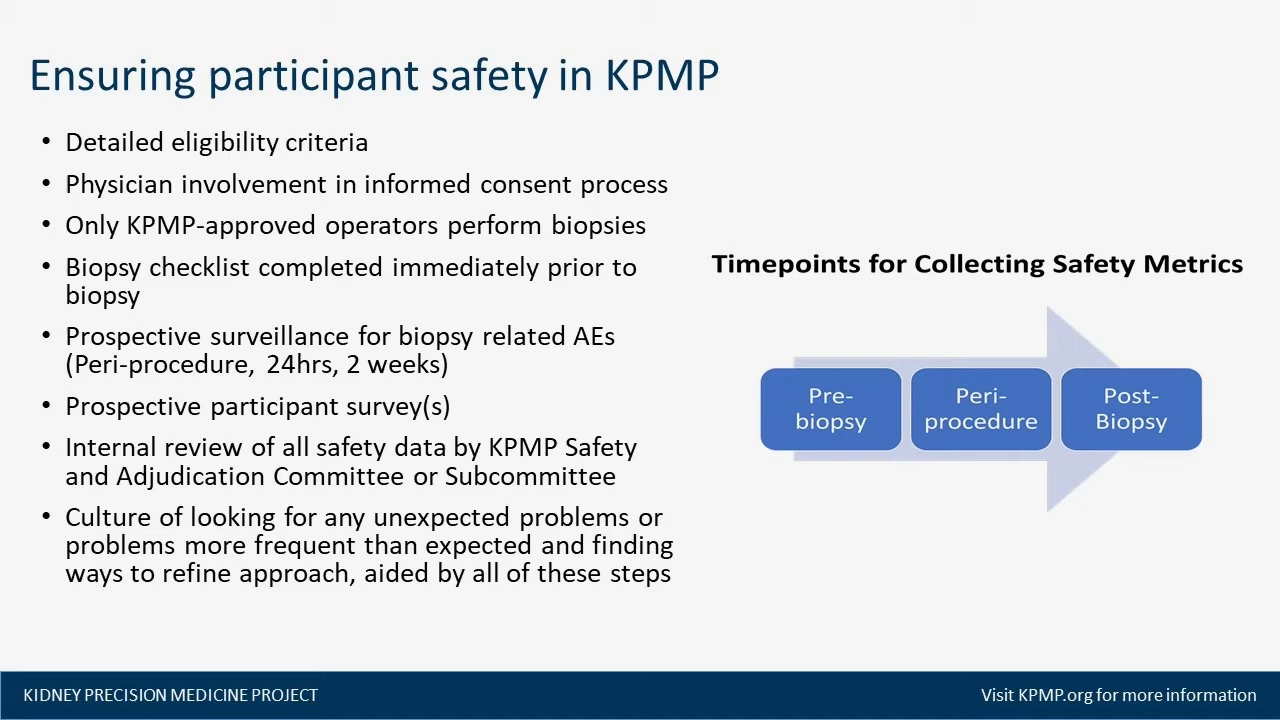 Ensuring participant safety in KPMP
• Detailed eligibility criteria
• Physician involvement in informed consent process
• Only KPMP-approved operators perform biopsies
• Biopsy checklist completed immediately prior to
biopsy
• Prospective surveillance for biopsy related AEs
(Peri-procedure, 24hrs, 2 weeks)
• Prospective participant survey(s)
• Internal review of all safety data by KPMP Safety
and Adjudication Committee or Subcommittee
• Culture of looking for any unexpected problems or
problems more frequent than expected and finding
ways to refine approach, aided by all of these steps
Timepoints for Collecting Safety Metrics
Pre-
biopsy
Peri-
procedure
Post-
Biopsy
KIDNEY PRECISION MEDICINE PROJECT
Visit KPMP.org for more information